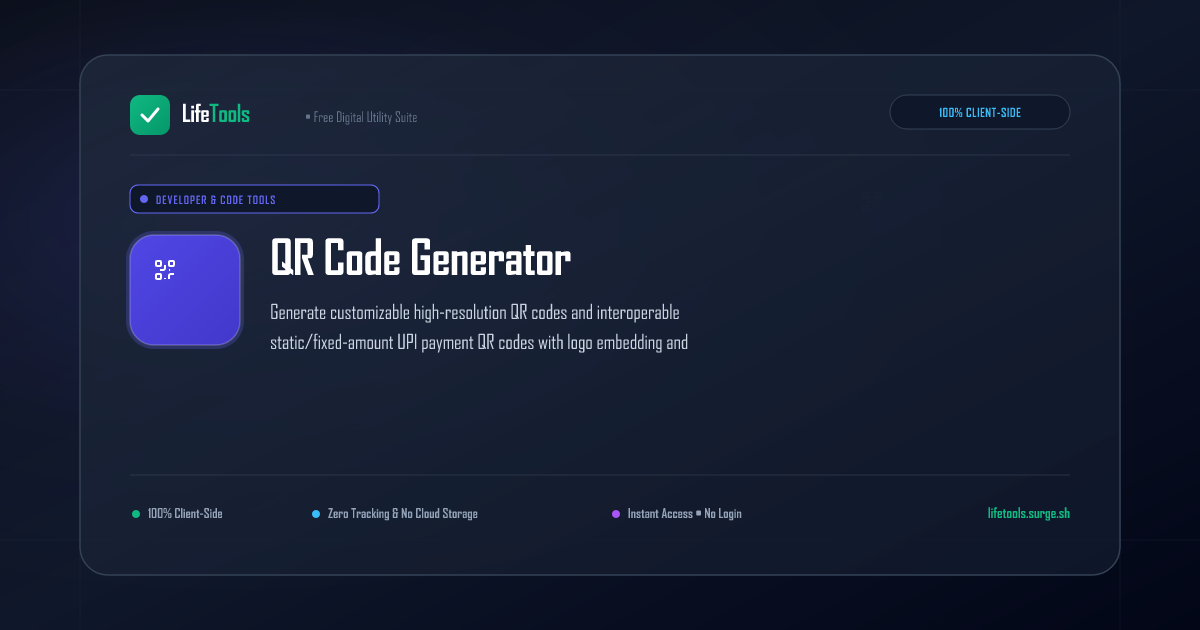 LifeTools
▪ Free Digital Utility Suite
100% CLIENT-SIDE
DEVELOPER & CODE TOOLS
QR Code Generator
Generate customizable high-resolution QR codes and interoperable
static/fixed-amount UPI payment QR codes with logo embedding and
100% Client-Side
Zero Tracking & No Cloud Storage
Instant Access ▪ No Login
lifetools.surge.sh